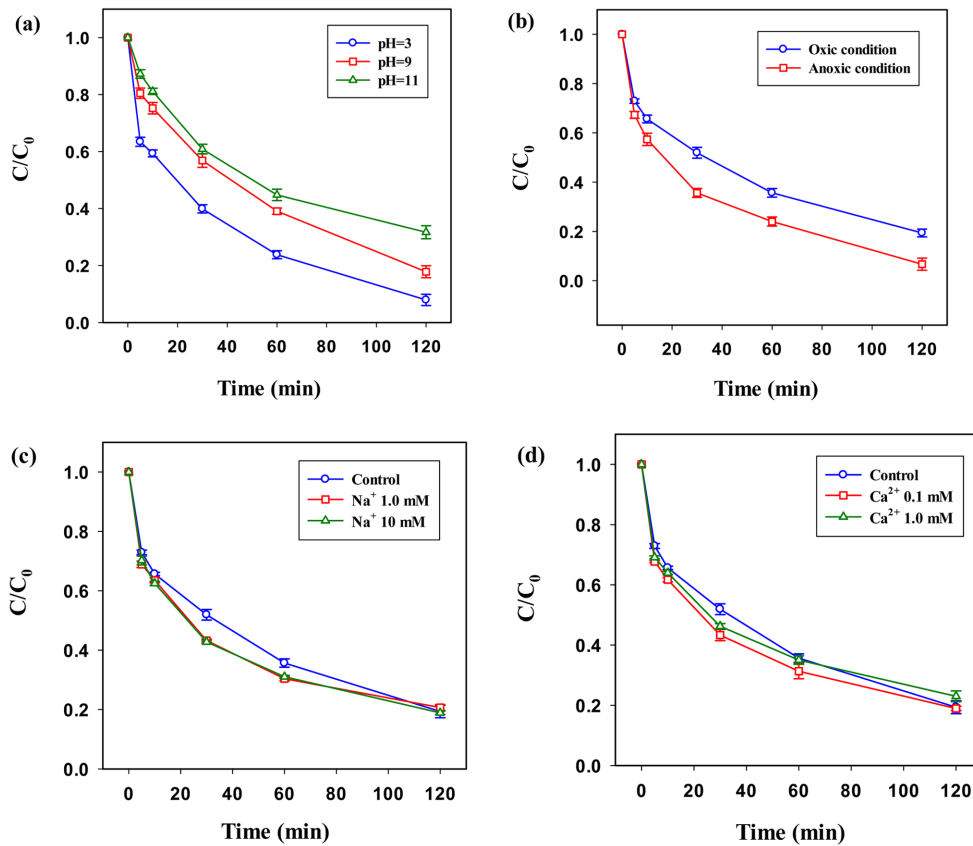 (a)
pH=3
pH=9
pH=11
C/C₀
1.0
0.8
0.6
0.4
0.2
0.0
0 20 40 60 80 100 120
Time (min)
(b)
Oxic condition
Anoxic condition
C/C₀
1.0
0.8
0.6
0.4
0.2
0.0
0 20 40 60 80 100 120
Time (min)
(c)
Control
Na⁺ 1.0 mM
Na⁺ 10 mM
C/C₀
1.0
0.8
0.6
0.4
0.2
0.0
0 20 40 60 80 100 120
Time (min)
(d)
Control
Ca²⁺ 0.1 mM
Ca²⁺ 1.0 mM
C/C₀
1.0
0.8
0.6
0.4
0.2
0.0
0 20 40 60 80 100 120
Time (min)